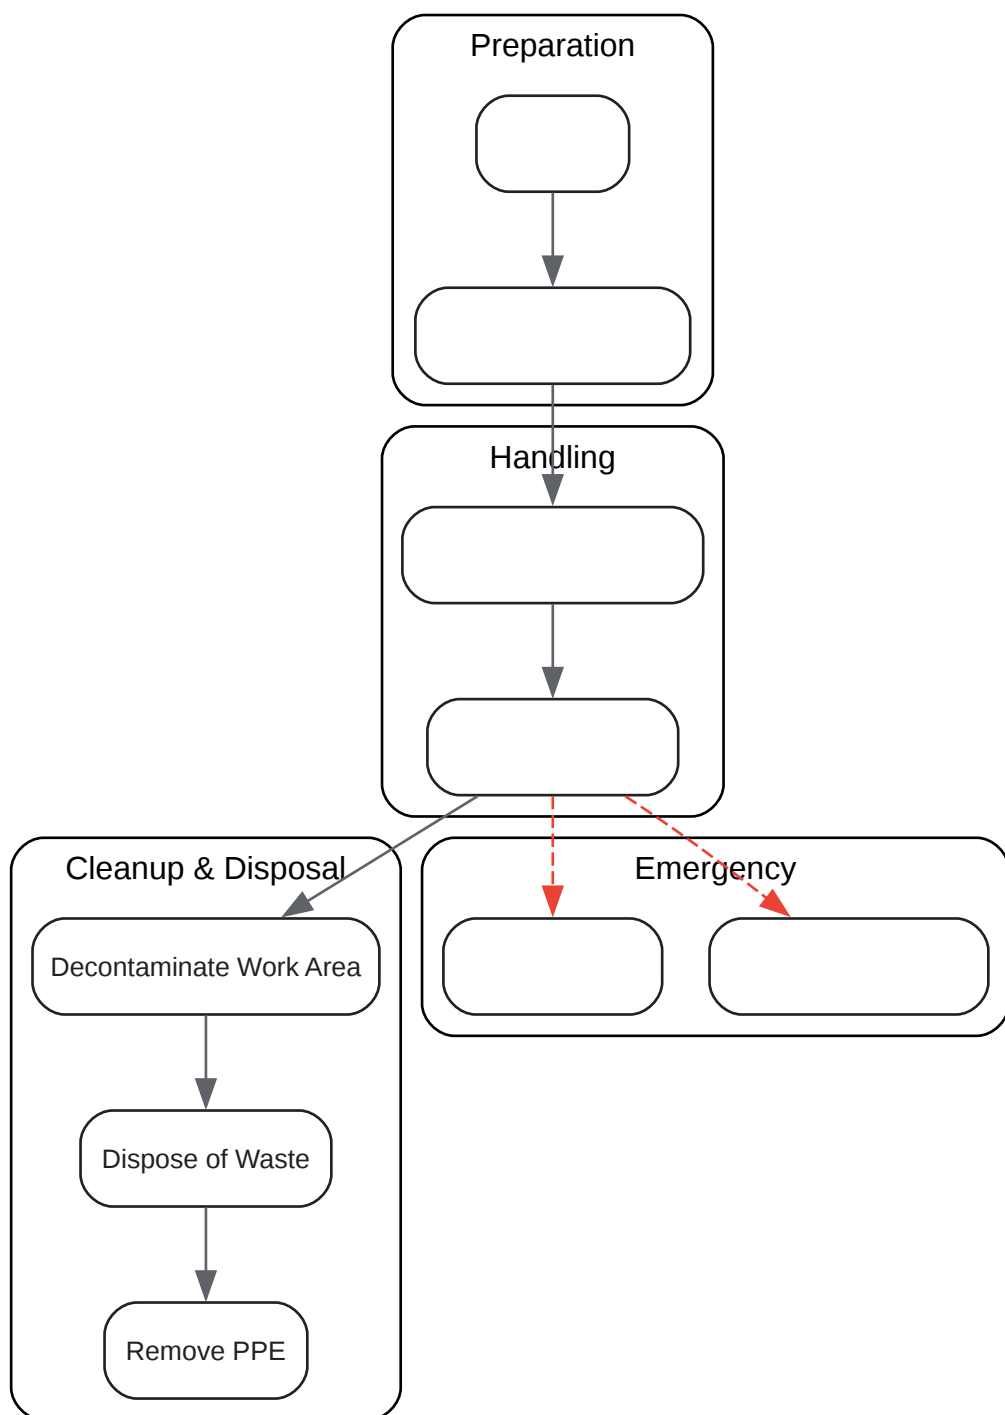 Preparation
Handling
Cleanup & Disposal
Emergency
Decontaminate Work Area
Dispose of Waste
Remove PPE